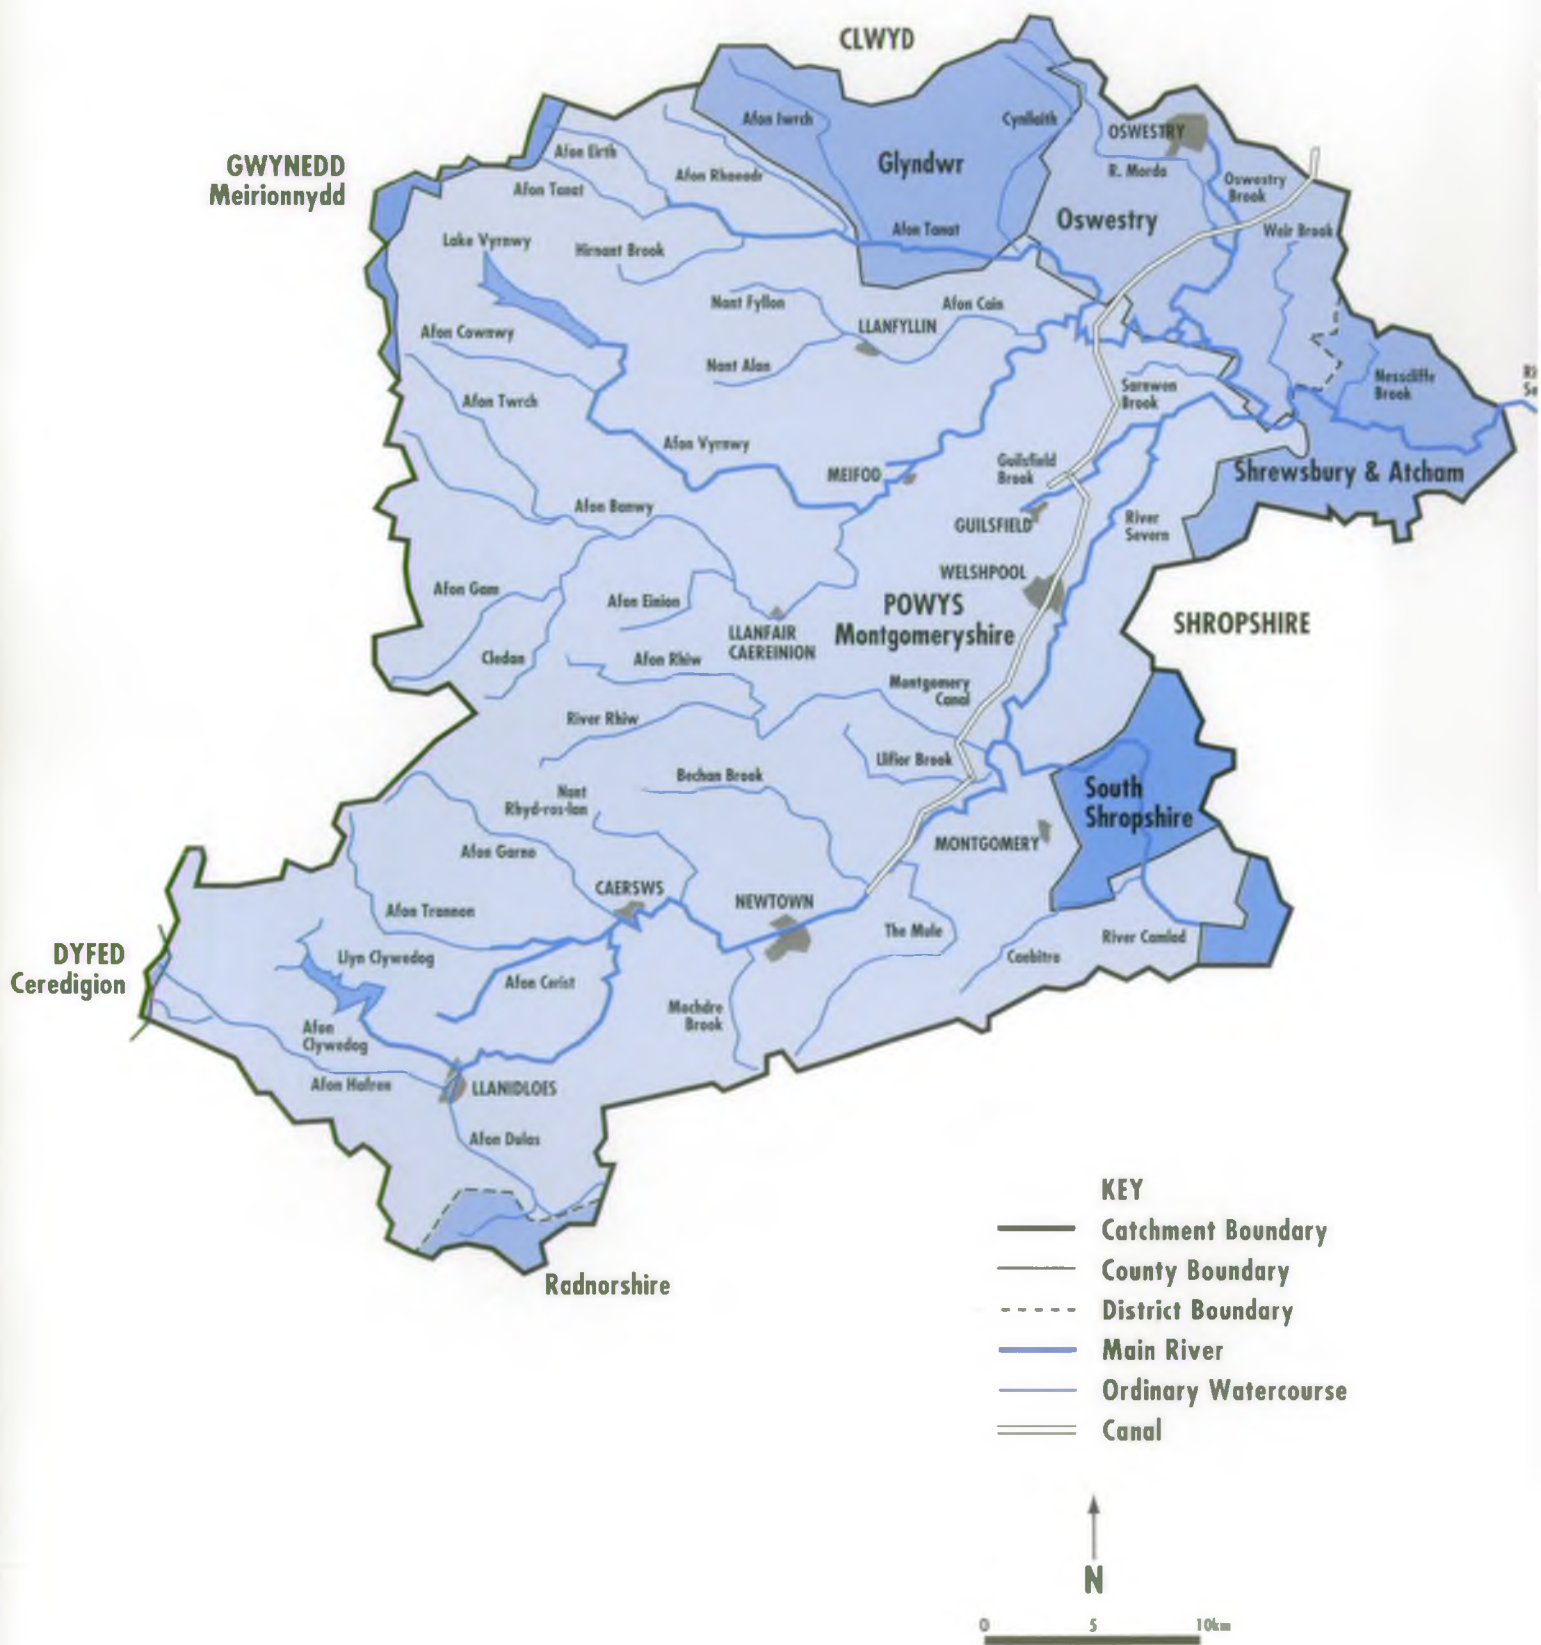 CLWYD
GWYNEDD
Meirionnydd
Afon Iwrch
Cynllaith
OSWESTRY
Glyndwr
R. Morda
Oswestry
Brook
Afon Eirth
Afon Rhaeadr
Afon Tanat
Oswestry
Weir Brook
Afon Tanat
Lake Vyrnwy
Hirnant Brook
Nant Fyllon
Afon Cain
LLANFYLLIN
Afon Cownwy
Nant Alan
Sarnwen
Brook
Nesscliffe
Brook
Ri
Se
Afon Twrch
Afon Vyrnwy
MEIFOD
Guilsfield
Brook
Shrewsbury & Atcham
Afon Banwy
GUILSFIELD
River
Severn
WELSHPOOL
Afon Gam
Afon Einion
POWYS
Montgomeryshire
SHROPSHIRE
LLANFAIR
CAEREINION
Cledan
Afon Rhiw
Montgomery
Canal
River Rhiw
Llifior Brook
Bechan Brook
Nant
Rhyd-ros-lan
South
Shropshire
MONTGOMERY
Afon Garno
CAERSWS
NEWTOWN
Afon Trannon
The Mule
River Camlad
Caebitra
DYFED
Ceredigion
Llyn Clywedog
Afon Cerist
Mochdre
Brook
Afon
Clywedog
Afon Hafren
LLANIDLOES
Afon Dulas
Radnorshire
KEY
Catchment Boundary
County Boundary
District Boundary
Main River
Ordinary Watercourse
Canal
N
0 5 10km